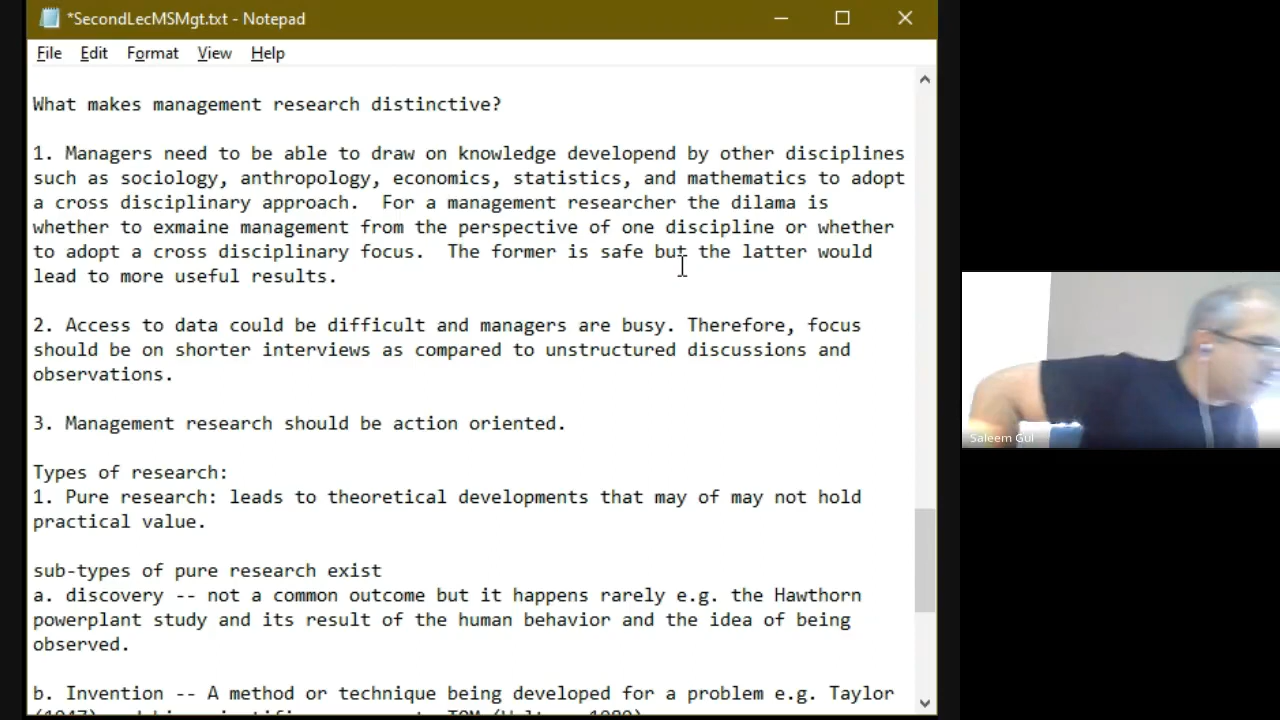 *SecondLecMSMgt.txt - Notepad
File Edit Format View Help
What makes management research distinctive?
1. Managers need to be able to draw on knowledge developend by other disciplines
such as sociology, anthropology, economics, statistics, and mathematics to adopt
a cross disciplinary approach.  For a management researcher the dilama is
whether to exmaine management from the perspective of one discipline or whether
to adopt a cross disciplinary focus.  The former is safe but the latter would
lead to more useful results.
2. Access to data could be difficult and managers are busy. Therefore, focus
should be on shorter interviews as compared to unstructured discussions and
observations.
3. Management research should be action oriented.
Types of research:
1. Pure research: leads to theoretical developments that may of may not hold
practical value.
sub-types of pure research exist
a. discovery -- not a common outcome but it happens rarely e.g. the Hawthorn
powerplant study and its result of the human behavior and the idea of being
observed.
b. Invention -- A method or technique being developed for a problem e.g. Taylor
Saleem Gul